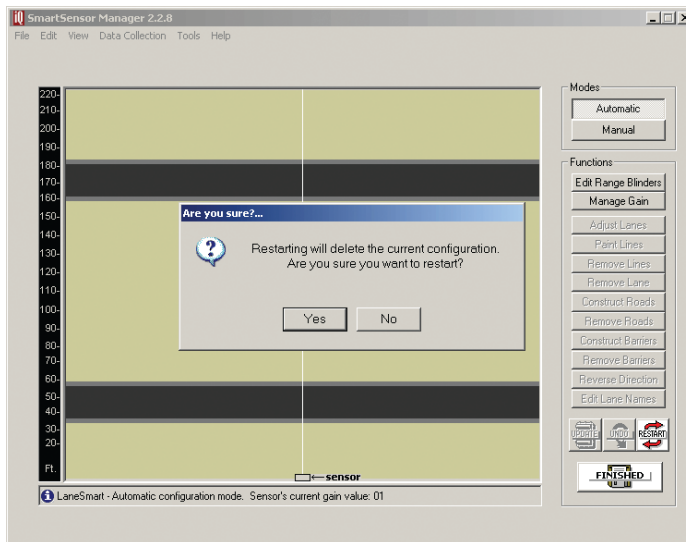 iQ SmartSensor Manager 2.2.8
File Edit View Data Collection Tools Help
220-
210-
200-
190-
180-
170-
160-
150-
140-
130-
120-
110-
100-
90-
80-
70-
60-
50-
40-
30-
20-
Ft.
Are you sure?...
Restarting will delete the current configuration.
Are you sure you want to restart?
Yes No
←sensor
LaneSmart - Automatic configuration mode. Sensor's current gain value: 01
Modes
Automatic
Manual
Functions
Edit Range Blinders
Manage Gain
Adjust Lanes
Paint Lines
Remove Lines
Remove Lane
Construct Roads
Remove Roads
Construct Barriers
Remove Barriers
Reverse Direction
Edit Lane Names
UPDATE UNDO RESTART
FINISHED